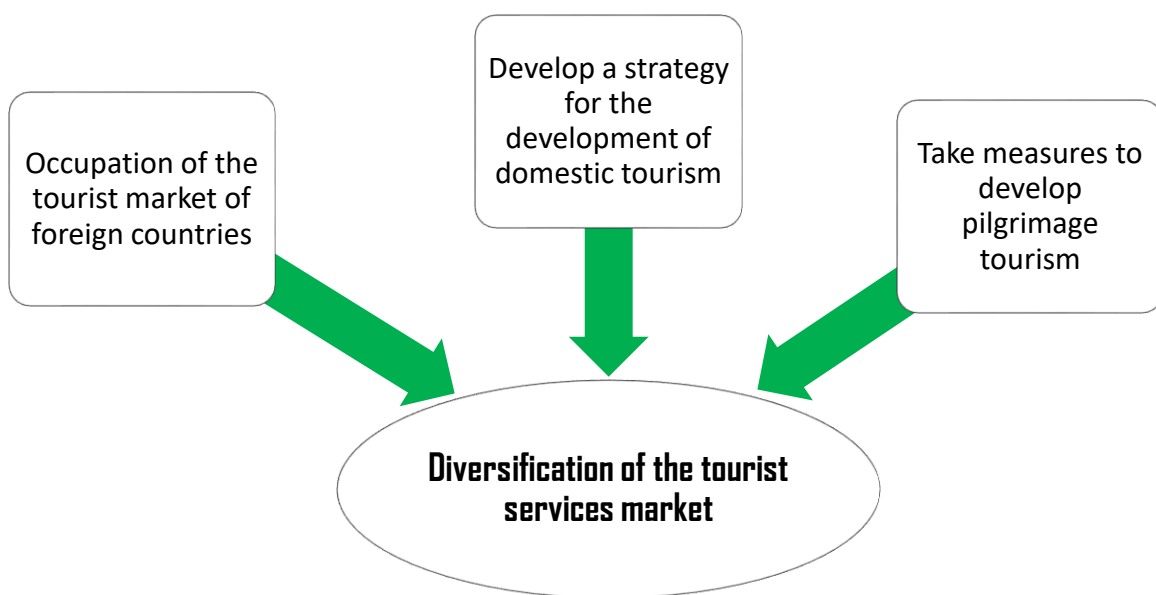 Occupation of the
tourist market of
foreign countries
Develop a strategy
for the
development of
domestic tourism
Take measures to
develop
pilgrimage
tourism
Diversification of the tourist
services market